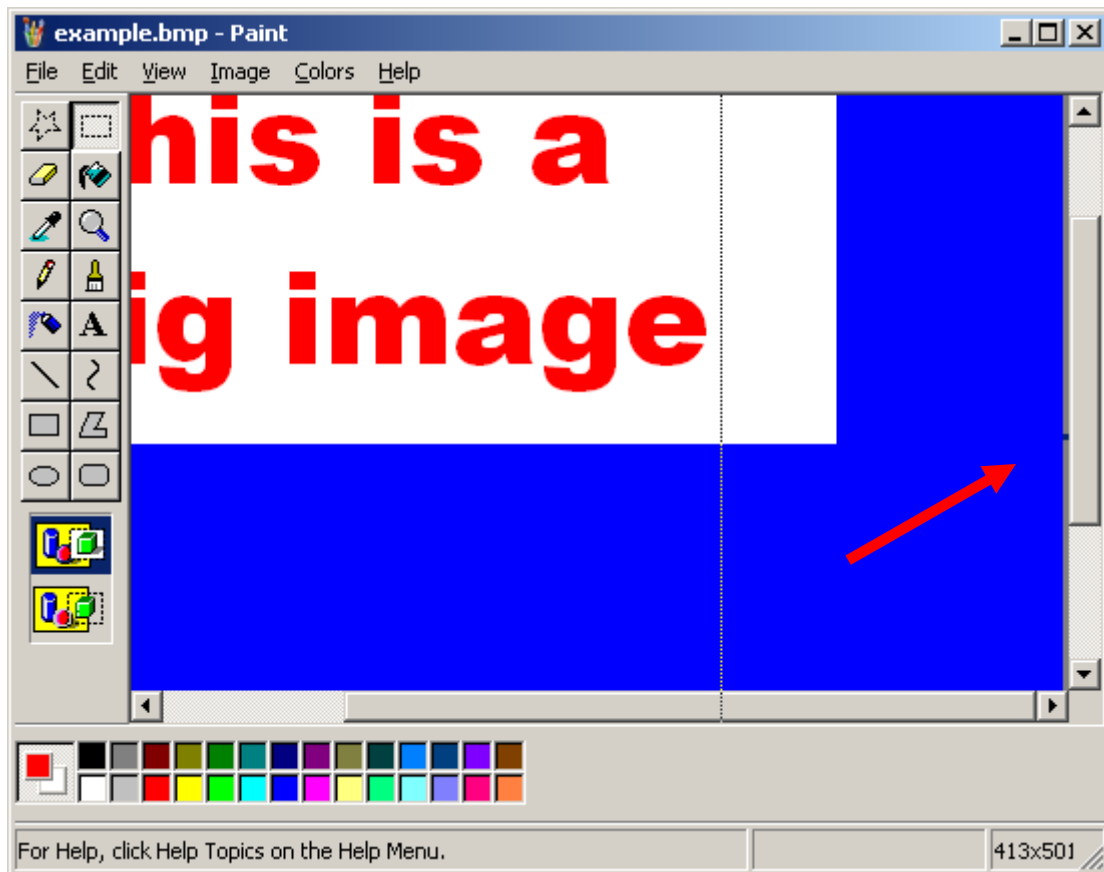 example.bmp - Paint
File Edit View Image Colors Help
his is a
ig image
A
For Help, click Help Topics on the Help Menu.
413x501